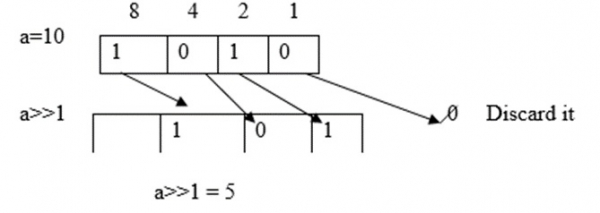 8 4 2 1
a=10 1 0 1 0
a>>1 1 0 1 0 Discard it
a>>1 = 5